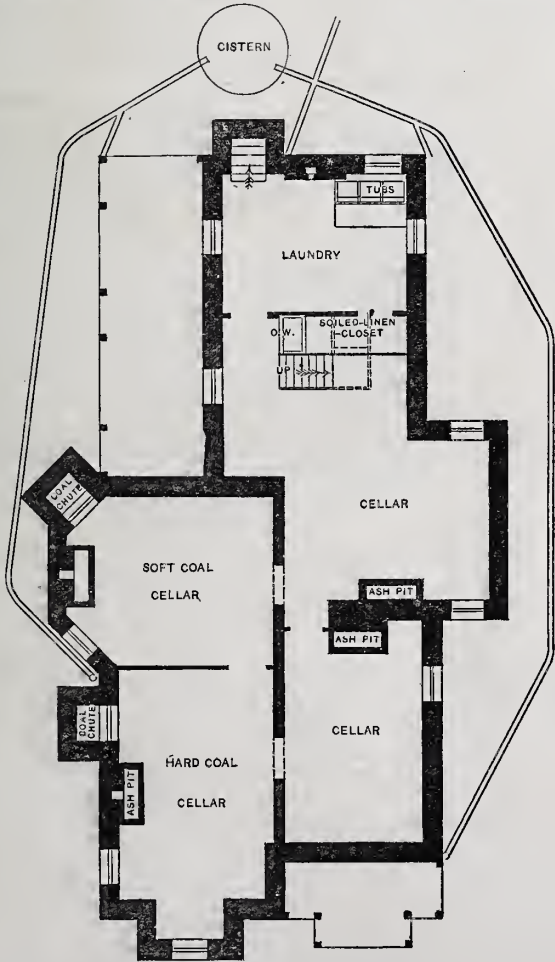 CISTERN
TUBS
LAUNDRY
D.W.
SOILED-LINEN
CLOSET
UP
COAL
CHUTE
CELLAR
SOFT COAL
CELLAR
ASH PIT
ASH PIT
COAL
CHUTE
CELLAR
HARD COAL
CELLAR
ASH PIT